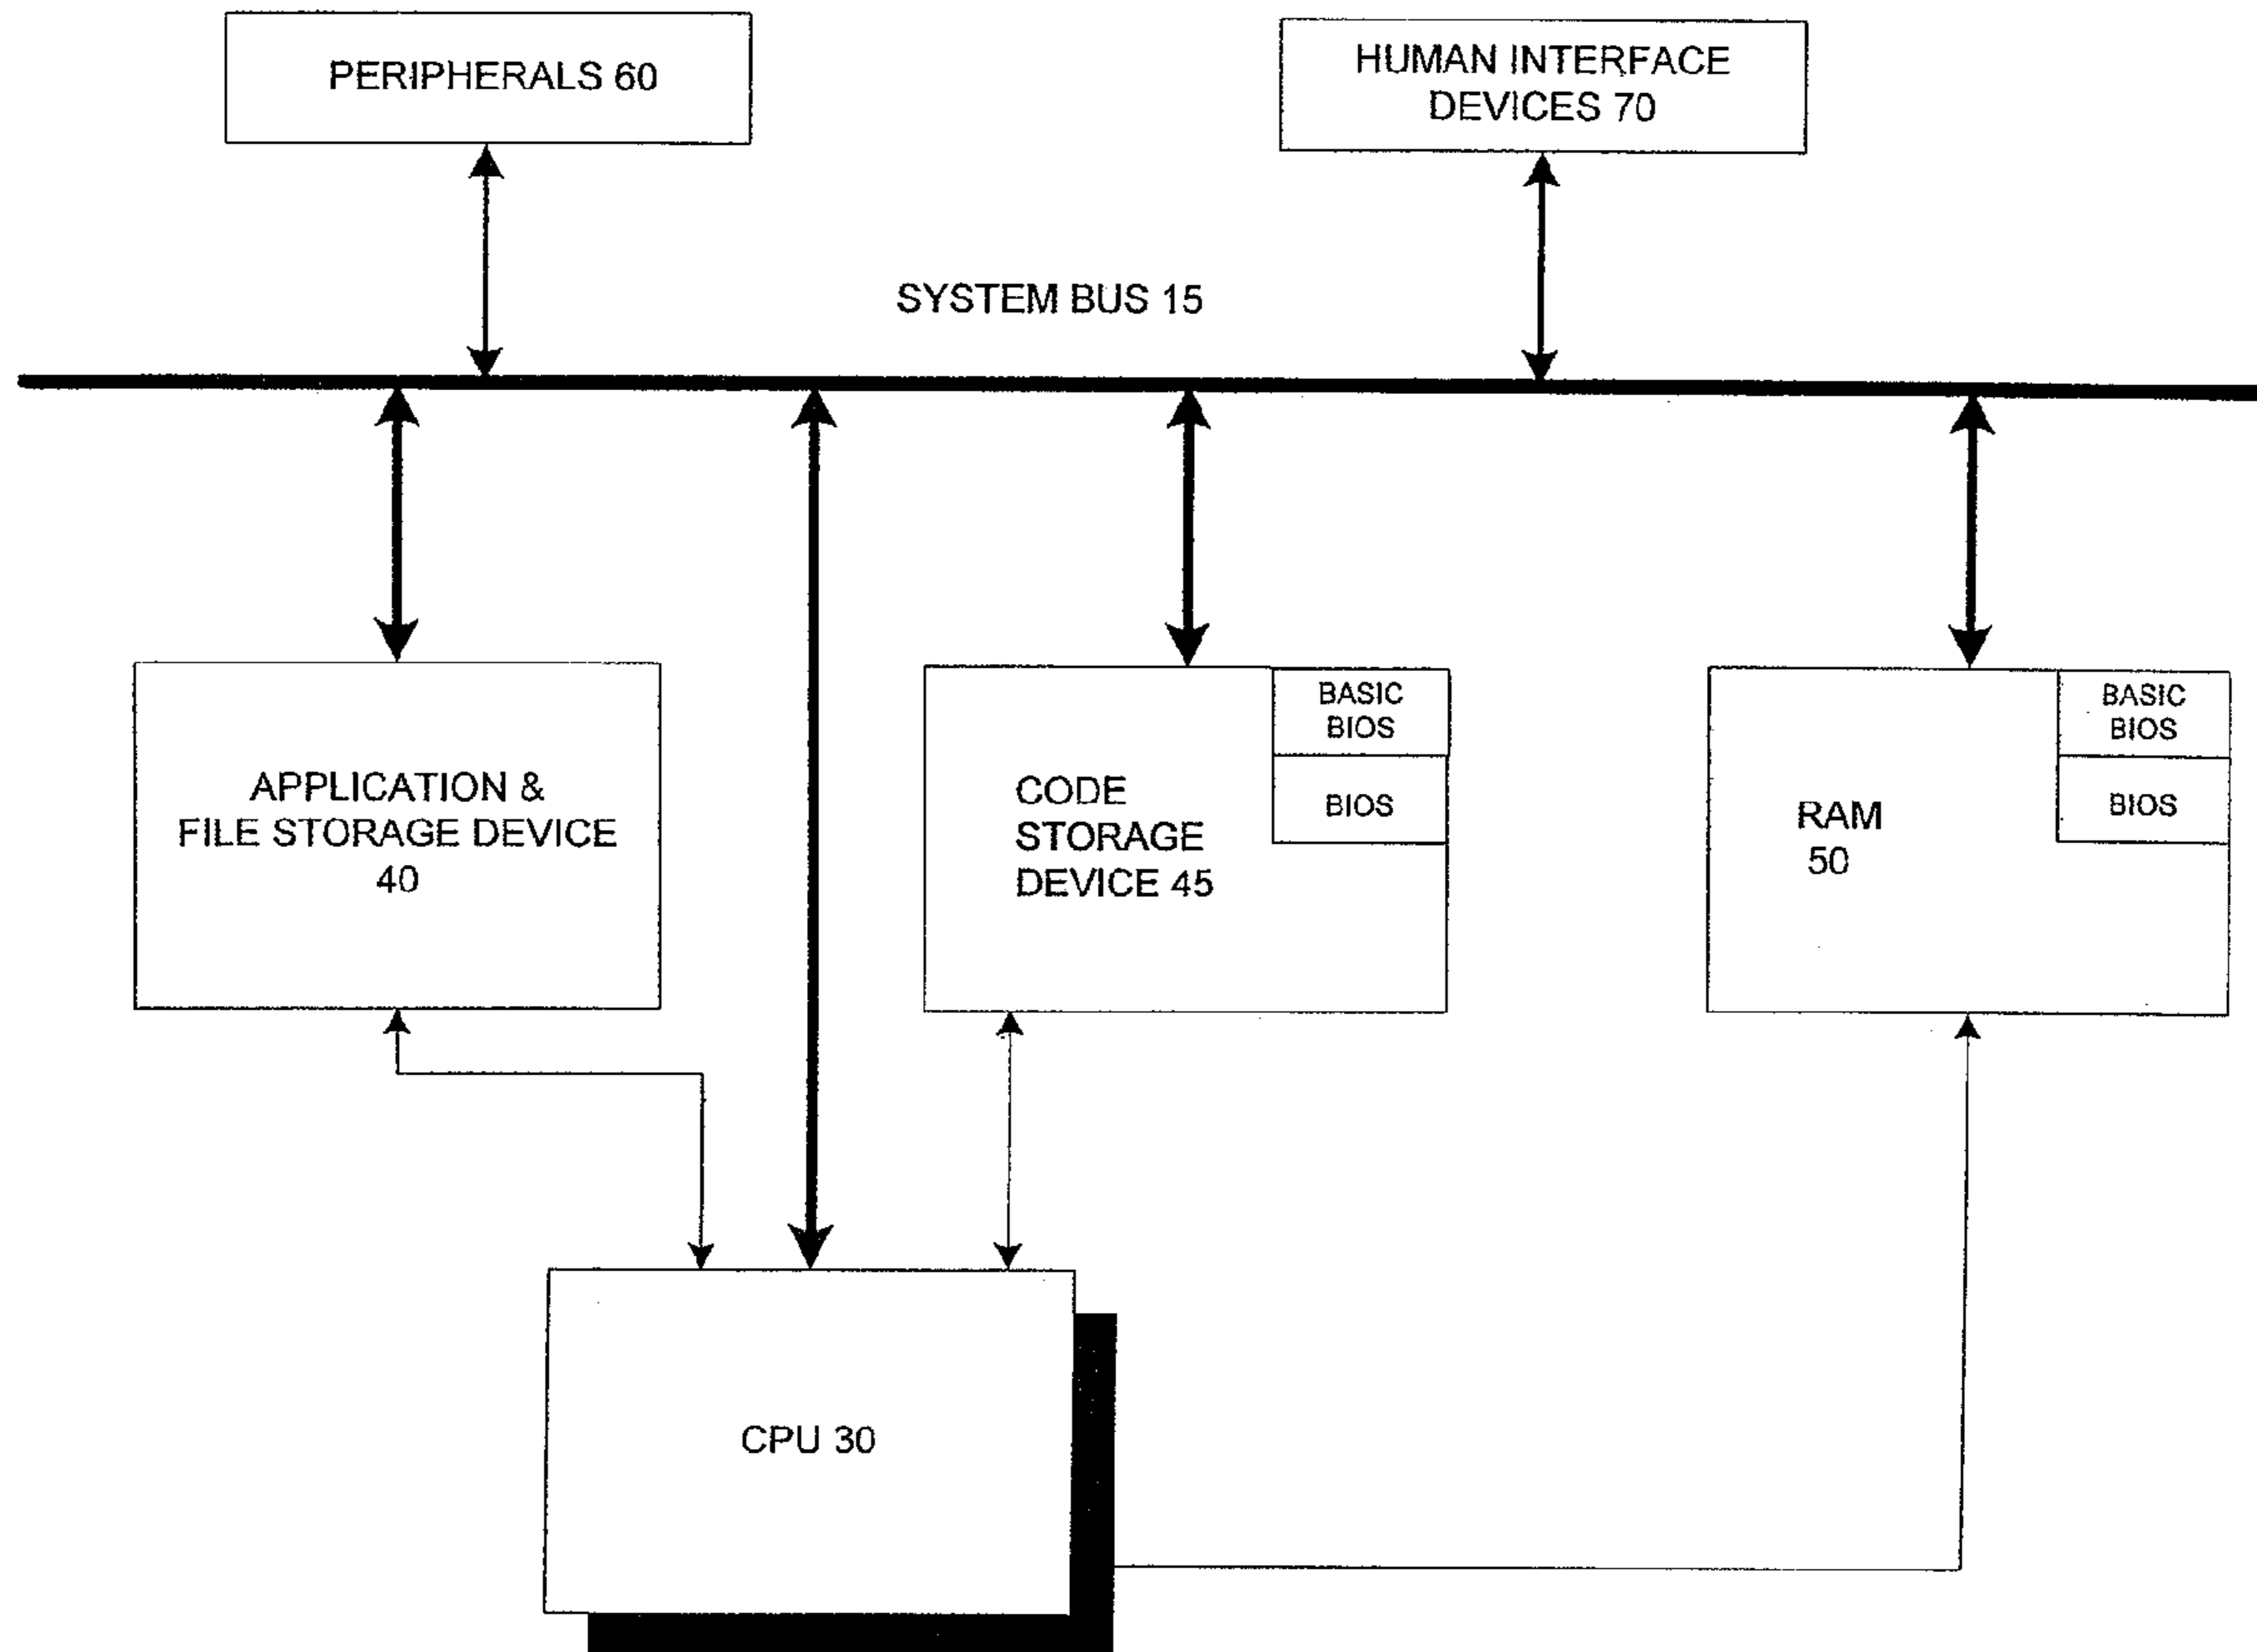 PERIPHERALS 60
HUMAN INTERFACE
DEVICES 70
SYSTEM BUS 15
APPLICATION &
FILE STORAGE DEVICE
40
CODE
STORAGE
DEVICE 45
BASIC
BIOS
BIOS
RAM
50
BASIC
BIOS
BIOS
CPU 30